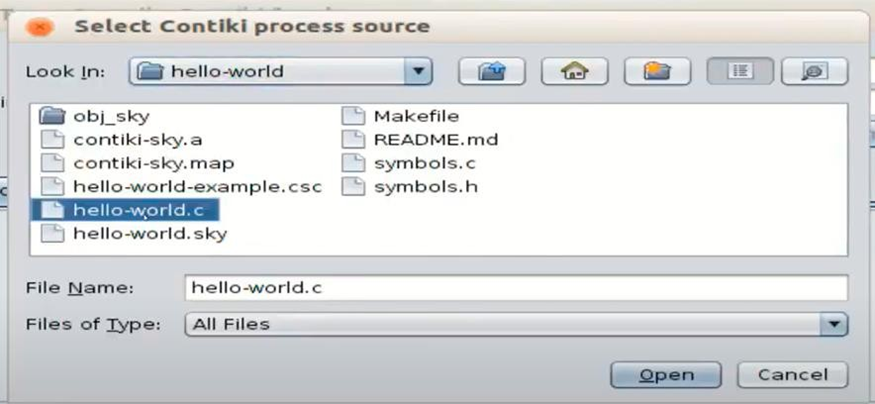 Select Contiki process source
Look In: hello-world
obj_sky
contiki-sky.a
contiki-sky.map
hello-world-example.csc
hello-world.c
hello-world.sky
Makefile
README.md
symbols.c
symbols.h
File Name: hello-world.c
Files of Type: All Files
Open Cancel